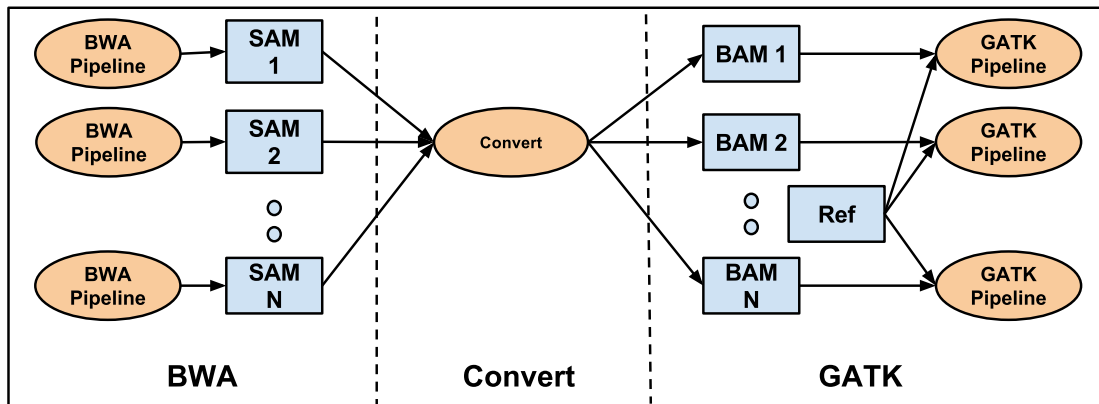 BWA
Pipeline
SAM
1
BWA
Pipeline
SAM
2
BWA
Pipeline
SAM
N
Convert
BAM 1
GATK
Pipeline
BAM 2
GATK
Pipeline
Ref
BAM
N
GATK
Pipeline
BWA
Convert
GATK